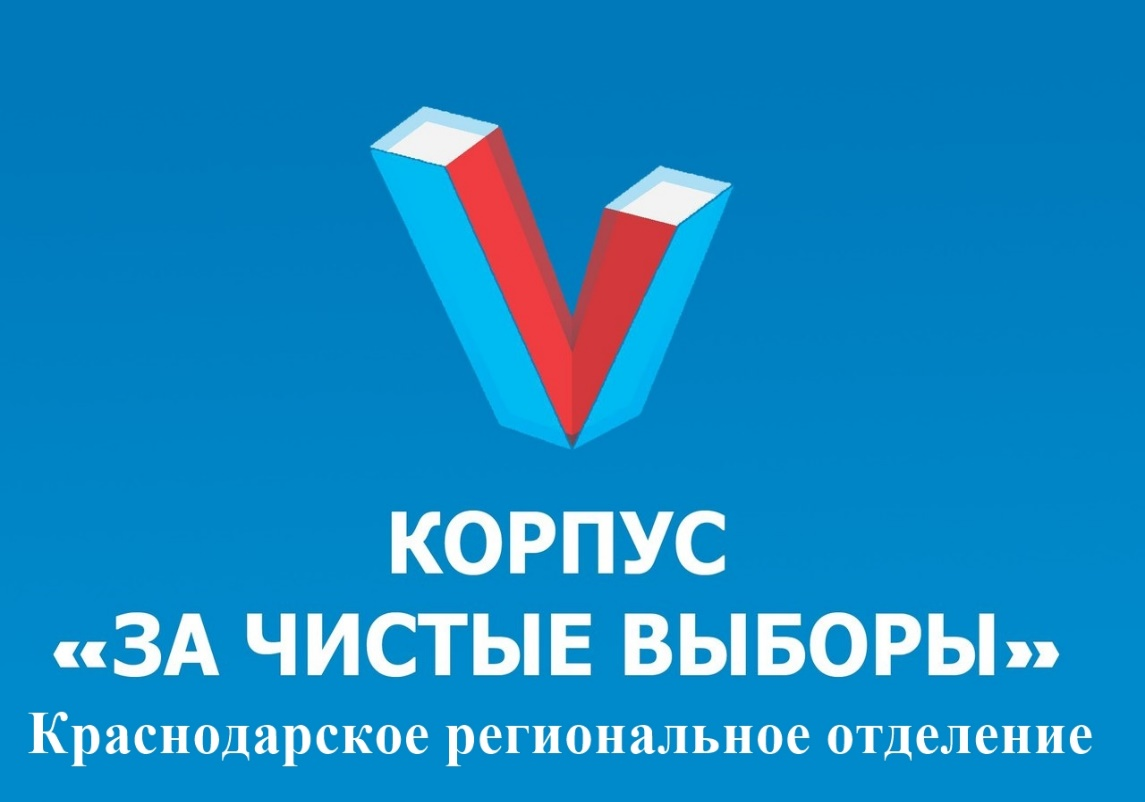 КОРПУС
«ЗА ЧИСТЫЕ ВЫБОРЫ»
Краснодарское региональное отделение